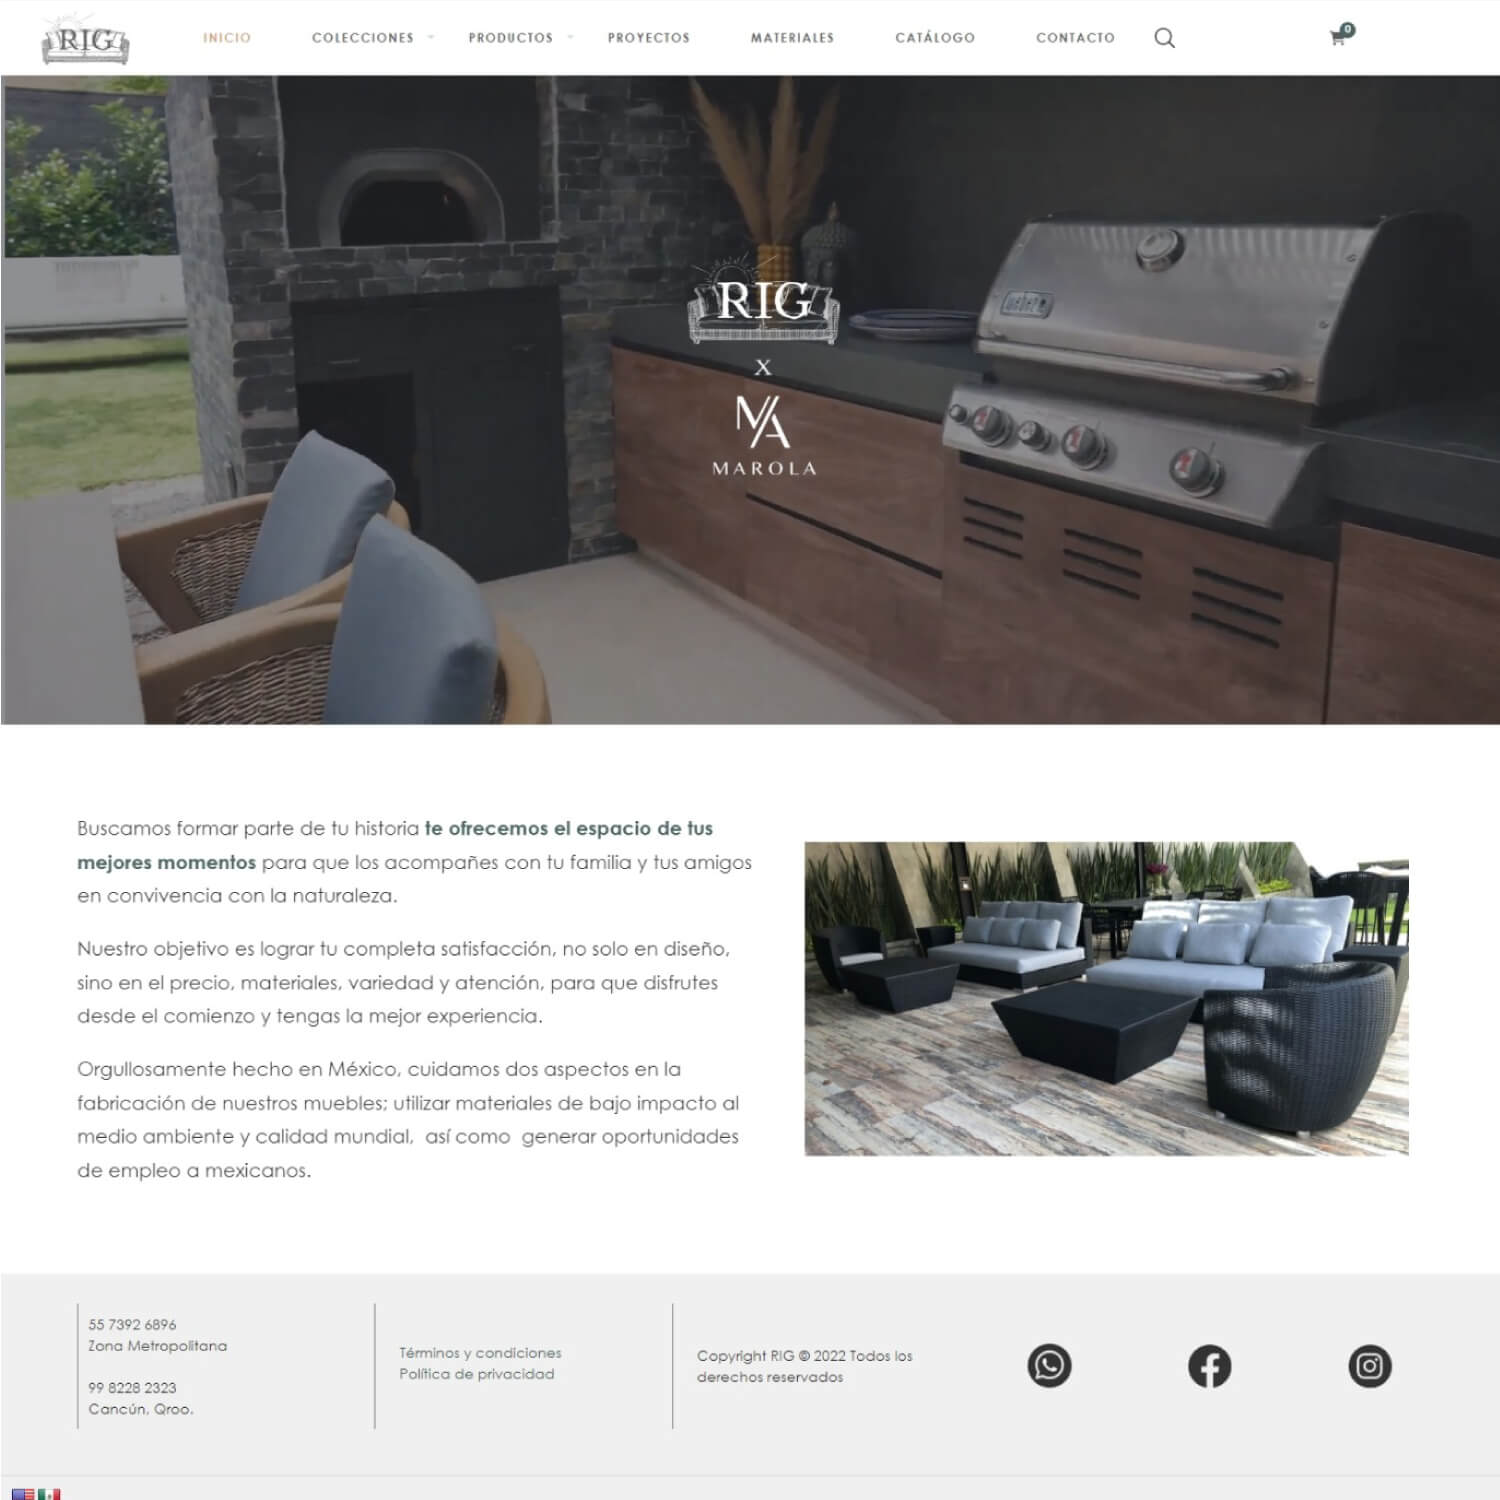 RIG
INICIO
COLECCIONES
PRODUCTOS
PROYECTOS
MATERIALES
CATÁLOGO
CONTACTO
0
RIG
X
MA
MAROLA
weber
Buscamos formar parte de tu historia te ofrecemos el espacio de tus
mejores momentos para que los acompañes con tu familia y tus amigos
en convivencia con la naturaleza.
Nuestro objetivo es lograr tu completa satisfacción, no solo en diseño,
sino en el precio, materiales, variedad y atención, para que disfrutes
desde el comienzo y tengas la mejor experiencia.
Orgullosamente hecho en México, cuidamos dos aspectos en la
fabricación de nuestros muebles; utilizar materiales de bajo impacto al
medio ambiente y calidad mundial, así como generar oportunidades
de empleo a mexicanos.
55 7392 6896
Zona Metropolitana
99 8228 2323
Cancún, Qroo.
Términos y condiciones
Política de privacidad
Copyright RIG © 2022 Todos los
derechos reservados